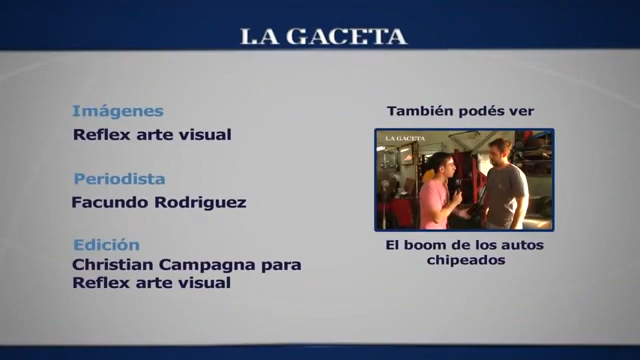 LA GACETA
Imágenes
Reflex arte visual
Periodista
Facundo Rodriguez
Edición
Christian Campagna para
Reflex arte visual
También podés ver
LA GACETA
El boom de los autos
chipeados